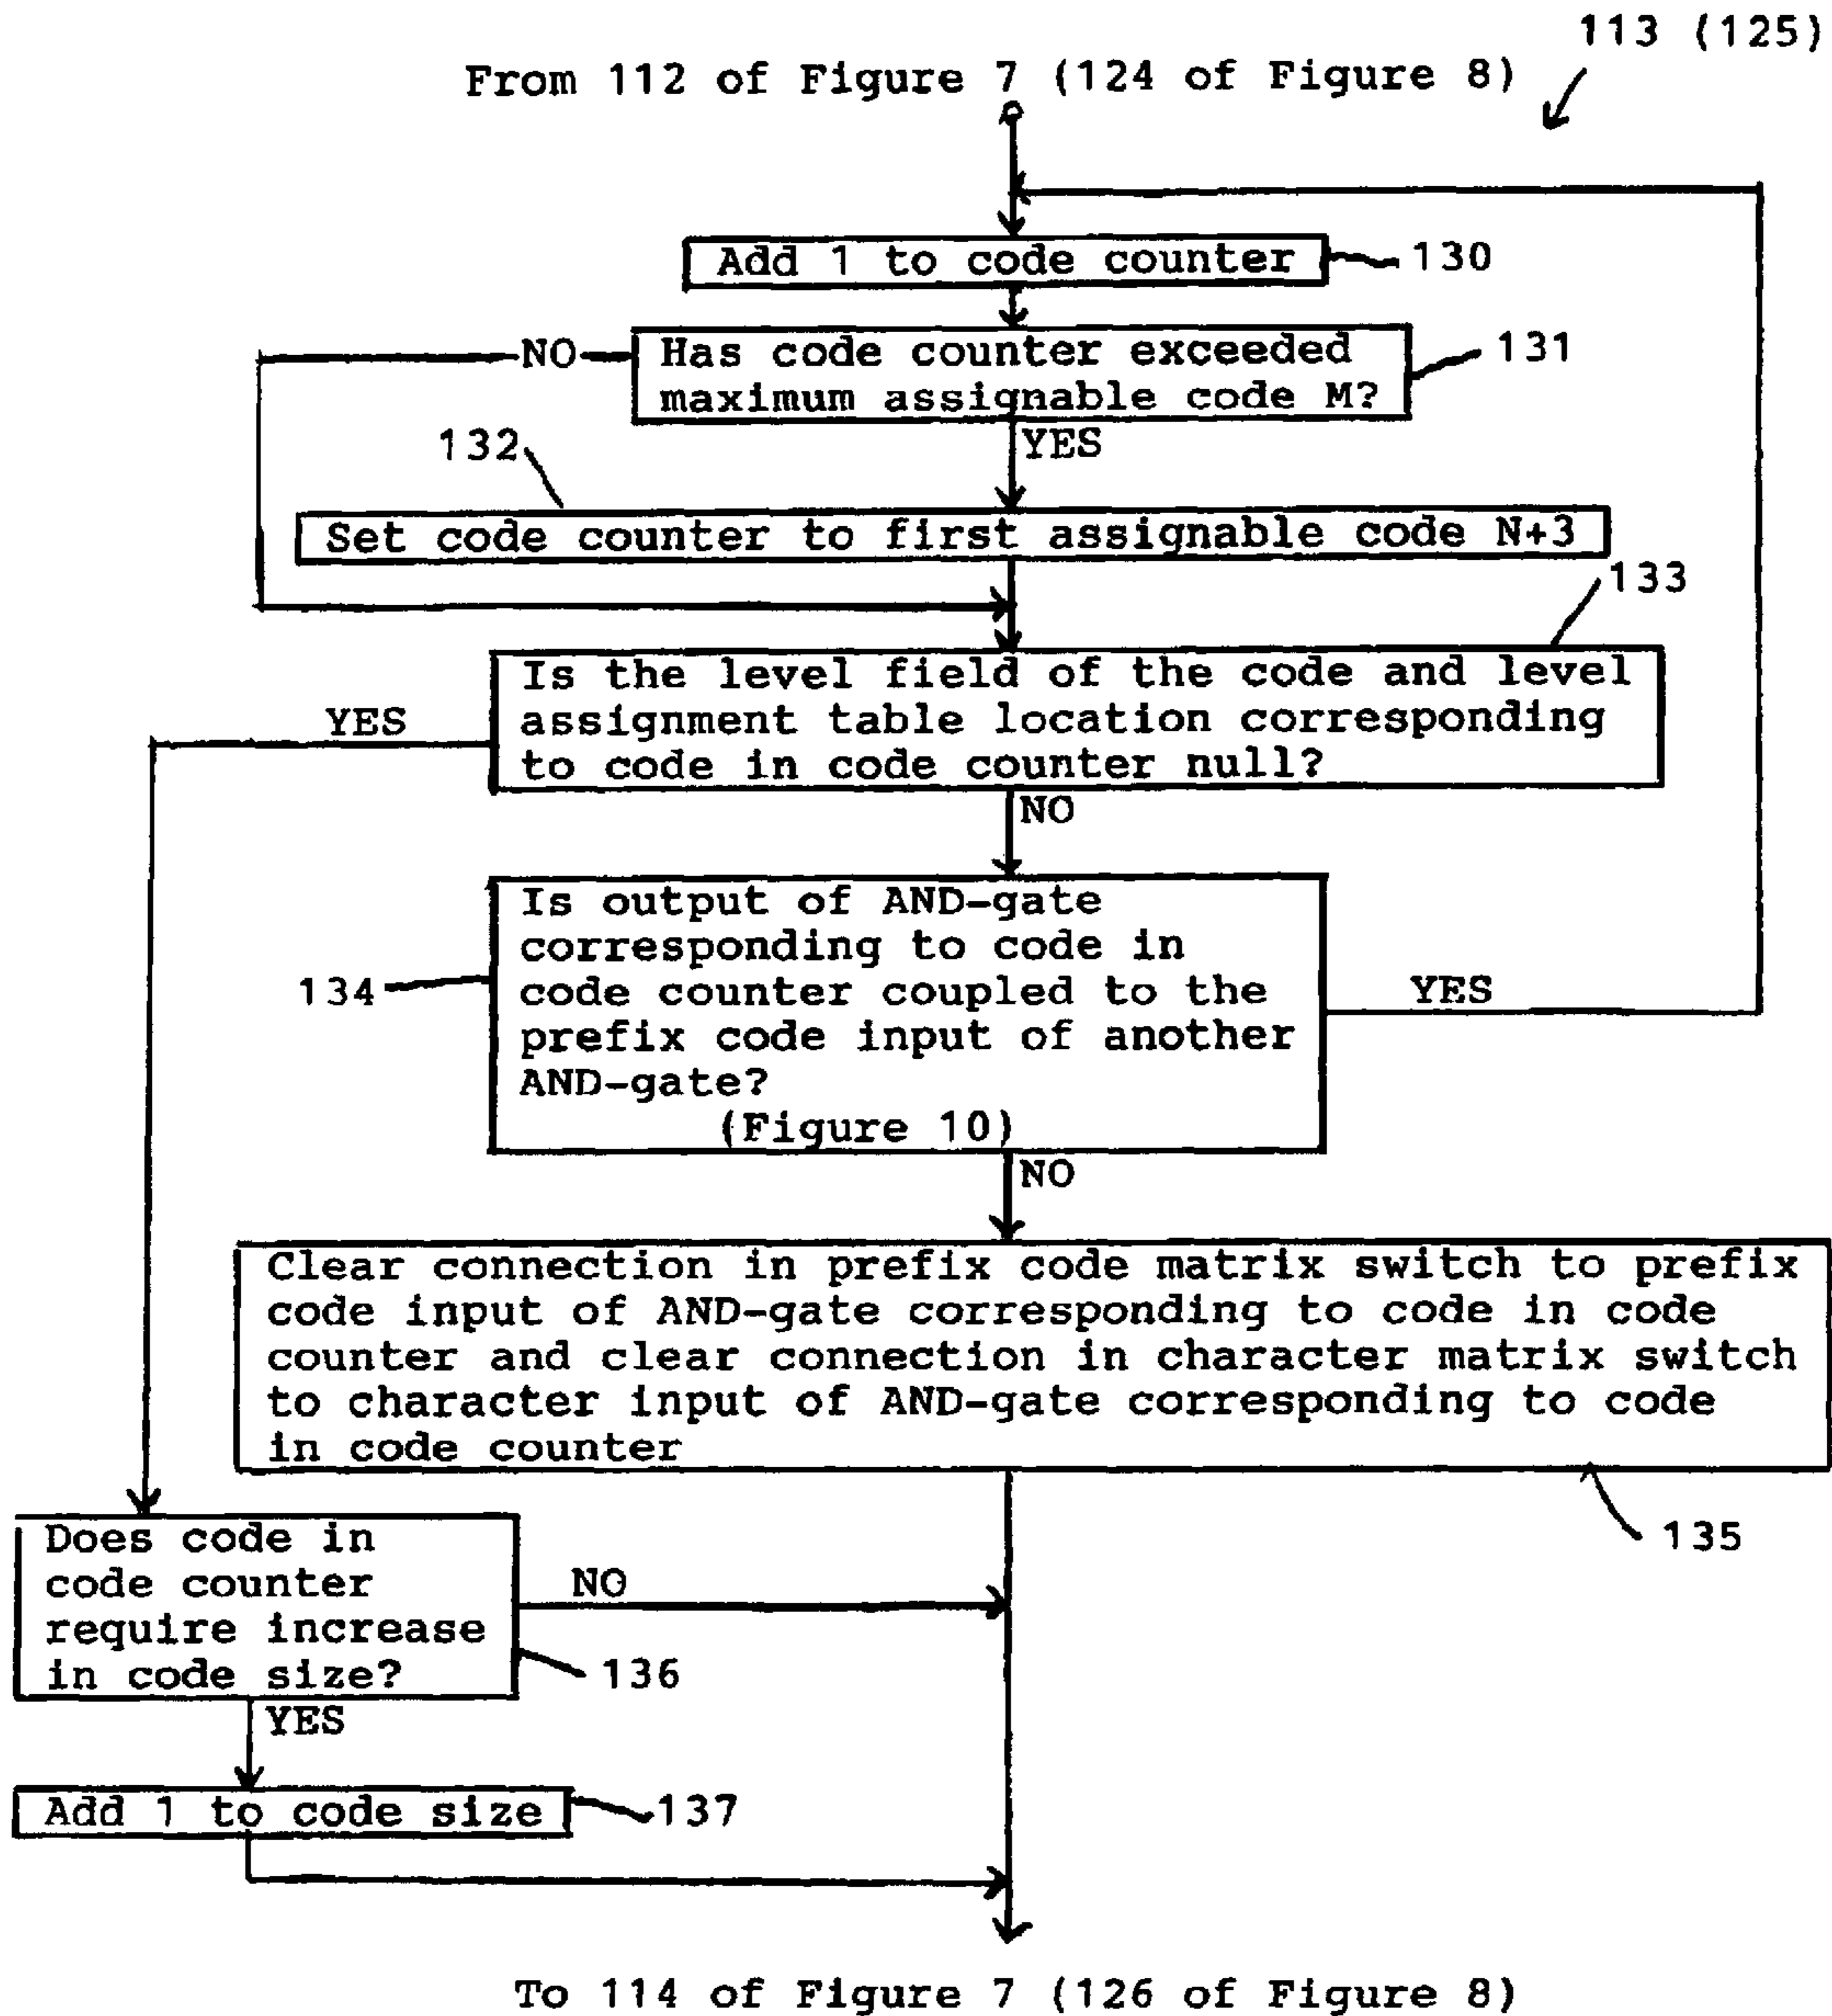 113 (125)
From 112 of Figure 7 (124 of Figure 8)
Add 1 to code counter
130
NO
Has code counter exceeded
maximum assignable code M?
131
YES
132
Set code counter to first assignable code N+3
133
Is the level field of the code and level
assignment table location corresponding
to code in code counter null?
YES
NO
Is output of AND-gate
corresponding to code in
code counter coupled to the
prefix code input of another
AND-gate?
(Figure 10)
134
YES
NO
Clear connection in prefix code matrix switch to prefix
code input of AND-gate corresponding to code in code
counter and clear connection in character matrix switch
to character input of AND-gate corresponding to code
in code counter
135
Does code in
code counter
require increase
in code size?
NO
136
YES
Add 1 to code size
137
To 114 of Figure 7 (126 of Figure 8)